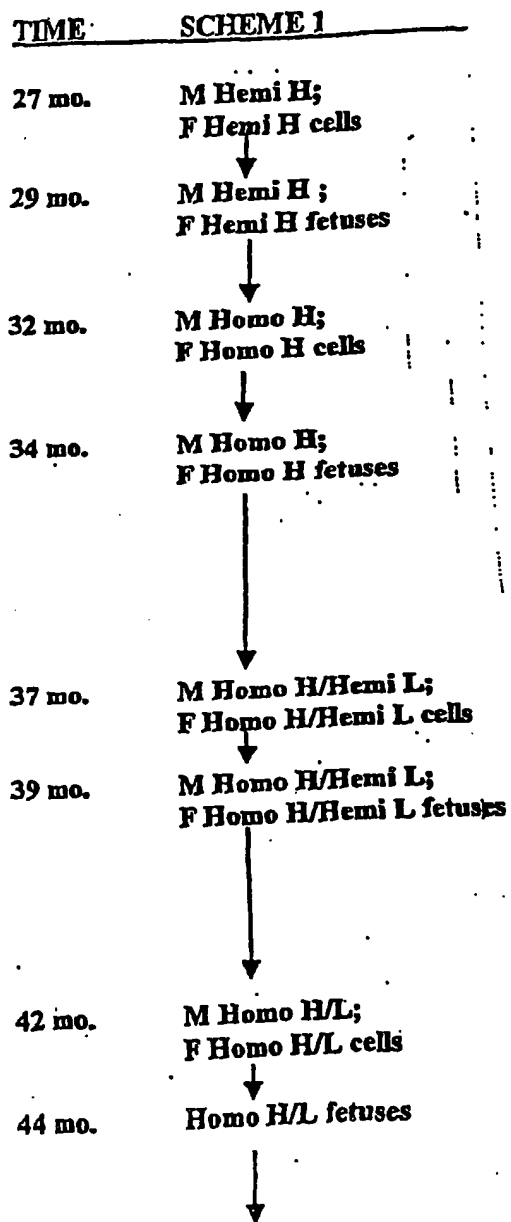 TIME SCHEME 1
27 mo. M Hemi H;
F Hemi H cells
29 mo. M Hemi H ;
F Hemi H fetuses
32 mo. M Homo H;
F Homo H cells
34 mo. M Homo H;
F Homo H fetuses
37 mo. M Homo H/Hemi L;
F Homo H/Hemi L cells
39 mo. M Homo H/Hemi L;
F Homo H/Hemi L fetuses
42 mo. M Homo H/L;
F Homo H/L cells
44 mo. Homo H/L fetuses